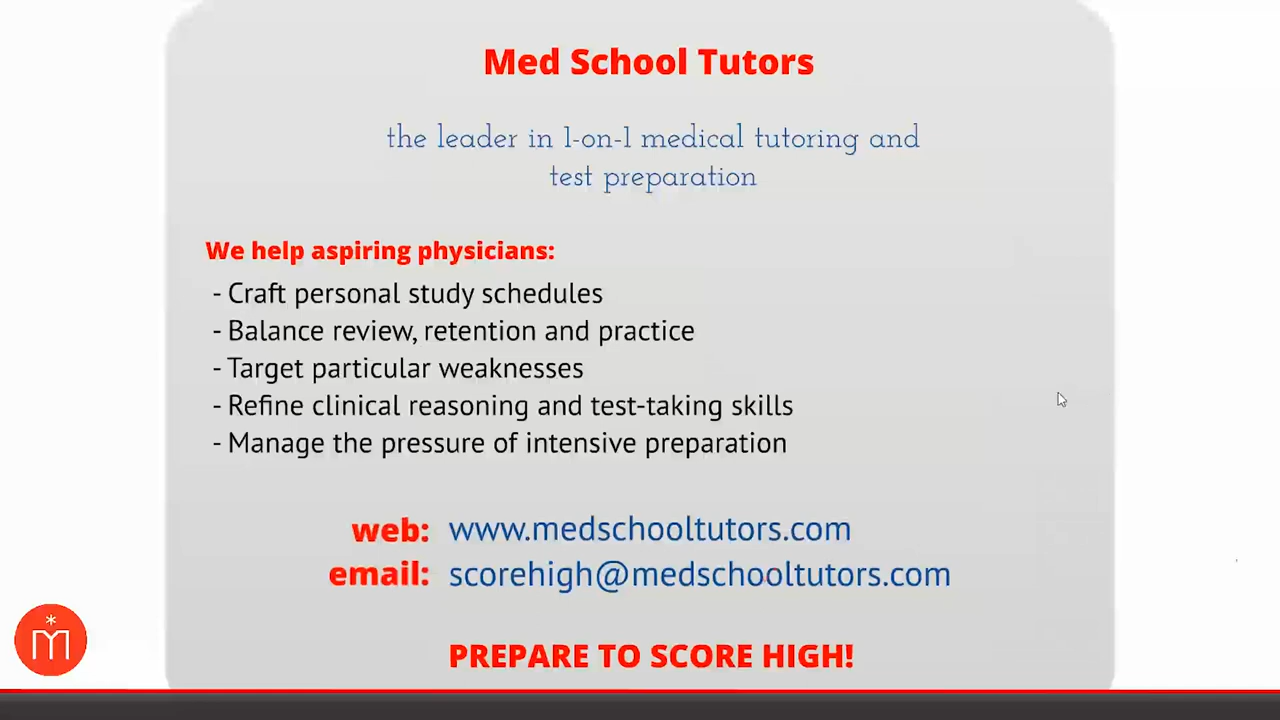 Med School Tutors
the leader in 1-on-1 medical tutoring and
test preparation
We help aspiring physicians:
- Craft personal study schedules
- Balance review, retention and practice
- Target particular weaknesses
- Refine clinical reasoning and test-taking skills
- Manage the pressure of intensive preparation
web: www.medschooltutors.com
email: scorehigh@medschooltutors.com
PREPARE TO SCORE HIGH!